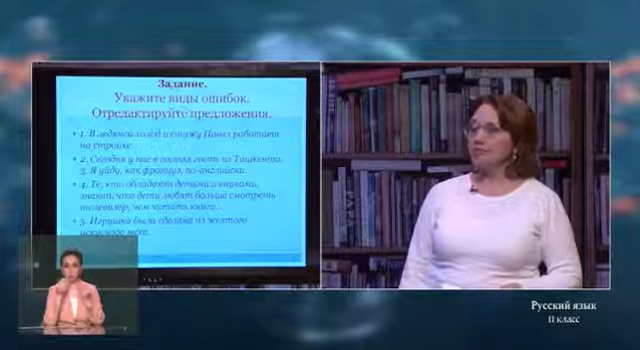 Задание.
Укажите виды ошибок.
Отредактируйте предложения.
1. В ледяной холод и стужу Павел работает
на стройке.
2. Сегодня у нас в гостях гость из Ташкента.
3. Я уйду, как француз, по-английски.
4. Те, кто обладают детьми и внуками,
знают, что дети любят больше смотреть
телевизор, чем читать книги...
5. Игрушка была сделана из желтого
искусного меха.
Русский язык
II класс